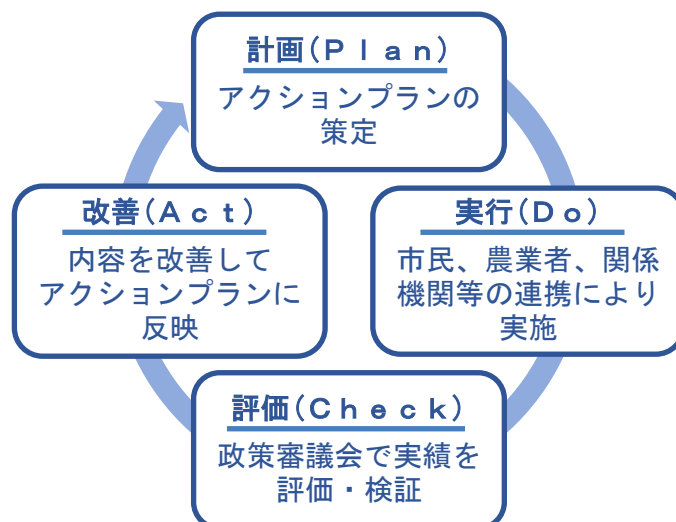 計画(Ｐｌａｎ)
アクションプランの
策定
実行(Ｄｏ)
市民、農業者、関係
機関等の連携により
実施
評価(Ｃｈｅｃｋ)
政策審議会で実績を
評価・検証
改善(Ａｃｔ)
内容を改善して
アクションプランに
反映